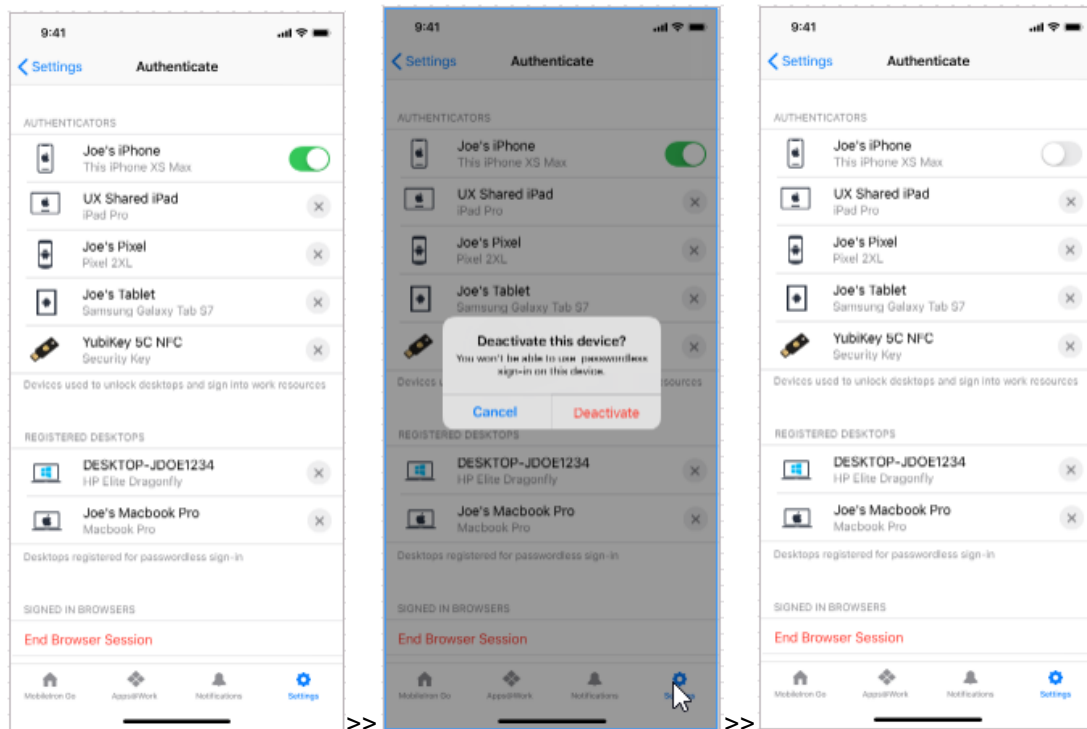 9:41
Settings
Authenticate
AUTHENTICATORS
Joe's iPhone
This iPhone XS Max
UX Shared iPad
iPad Pro
Joe's Pixel
Pixel 2XL
Joe's Tablet
Samsung Galaxy Tab S7
YubiKey 5C NFC
Security Key
Devices used to unlock desktops and sign into work resources
REGISTERED DESKTOPS
DESKTOP-JDOE1234
HP Elite Dragonfly
Joe's Macbook Pro
Macbook Pro
Desktops registered for passwordless sign-in
SIGNED IN BROWSERS
End Browser Session
MobileIron Go
Apps@Work
Notifications
Settings
>>
9:41
Settings
Authenticate
AUTHENTICATORS
Joe's iPhone
This iPhone XS Max
UX Shared iPad
iPad Pro
Joe's Pixel
Pixel 2XL
Joe's Tablet
Samsung Galaxy Tab S7
Deactivate this device?
You won't be able to use passwordless
sign-in on this device.
Cancel
Deactivate
Devices
resources
REGISTERED DESKTOPS
DESKTOP-JDOE1234
HP Elite Dragonfly
Joe's Macbook Pro
Macbook Pro
Desktops registered for passwordless sign-in
SIGNED IN BROWSERS
End Browser Session
MobileIron Go
Apps@Work
Notifications
Settings
>>
9:41
Settings
Authenticate
AUTHENTICATORS
Joe's iPhone
This iPhone XS Max
UX Shared iPad
iPad Pro
Joe's Pixel
Pixel 2XL
Joe's Tablet
Samsung Galaxy Tab S7
YubiKey 5C NFC
Security Key
Devices used to unlock desktops and sign into work resources
REGISTERED DESKTOPS
DESKTOP-JDOE1234
HP Elite Dragonfly
Joe's Macbook Pro
Macbook Pro
Desktops registered for passwordless sign-in
SIGNED IN BROWSERS
End Browser Session
MobileIron Go
Apps@Work
Notifications
Settings